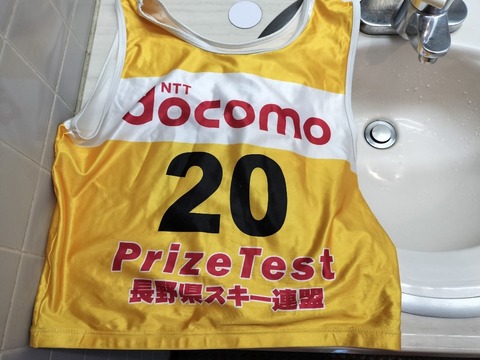 NTT
docomo
20
PrizeTest
長野県スキー連盟